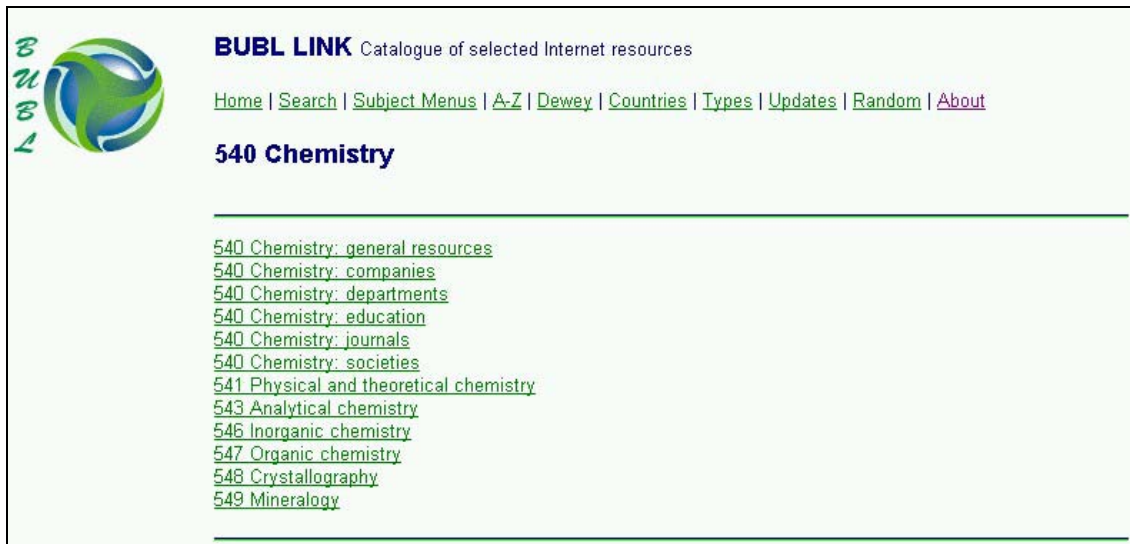 BUBL
BUBL LINK Catalogue of selected Internet resources
Home | Search | Subject Menus | A-Z | Dewey | Countries | Types | Updates | Random | About
540 Chemistry
540 Chemistry: general resources
540 Chemistry: companies
540 Chemistry: departments
540 Chemistry: education
540 Chemistry: journals
540 Chemistry: societies
541 Physical and theoretical chemistry
543 Analytical chemistry
546 Inorganic chemistry
547 Organic chemistry
548 Crystallography
549 Mineralogy